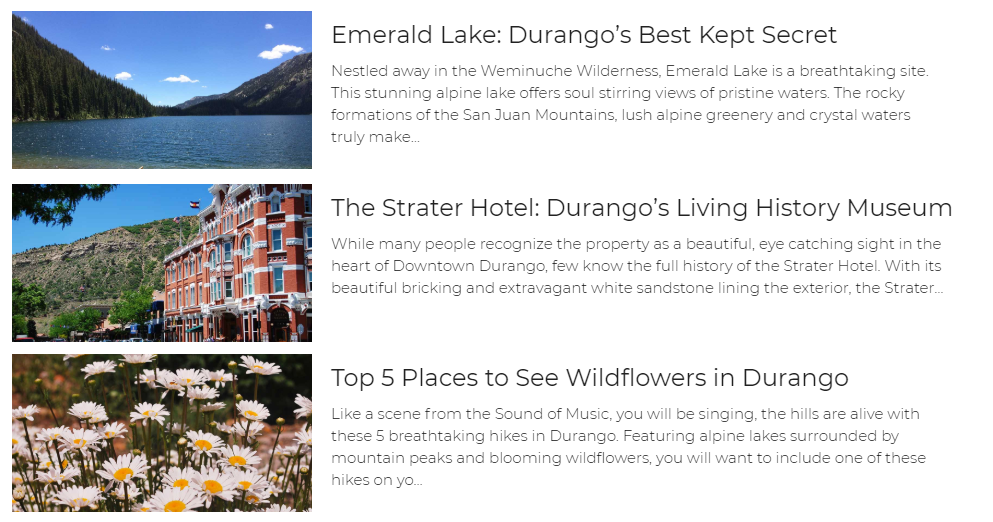 Emerald Lake: Durango’s Best Kept Secret
Nestled away in the Weminuche Wilderness, Emerald Lake is a breathtaking site.
This stunning alpine lake offers soul stirring views of pristine waters. The rocky
formations of the San Juan Mountains, lush alpine greenery and crystal waters
truly make...
The Strater Hotel: Durango’s Living History Museum
While many people recognize the property as a beautiful, eye catching sight in the
heart of Downtown Durango, few know the full history of the Strater Hotel. With its
beautiful bricking and extravagant white sandstone lining the exterior, the Strater...
Top 5 Places to See Wildflowers in Durango
Like a scene from the Sound of Music, you will be singing, the hills are alive with
these 5 breathtaking hikes in Durango. Featuring alpine lakes surrounded by
mountain peaks and blooming wildflowers, you will want to include one of these
hikes on yo...